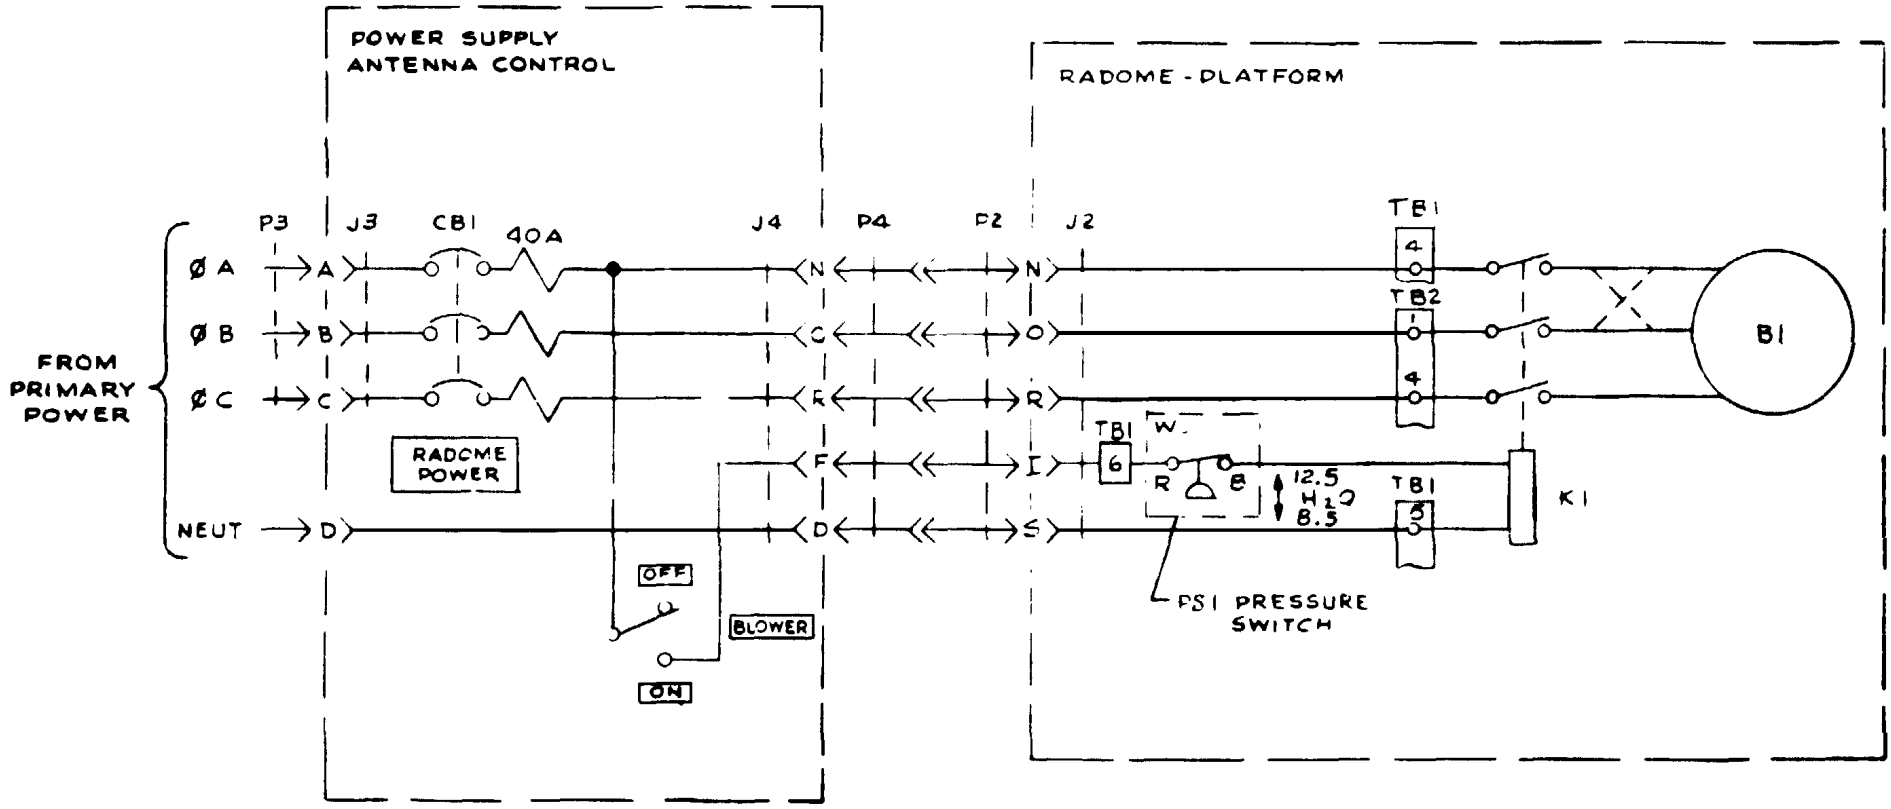 POWER SUPPLY
ANTENNA CONTROL
RADOME - PLATFORM
P3 J3 CB1 40A J4 P4 P2 J2 TB1
ØA A N N 4
TB2
ØB B O 1 B1
FROM
PRIMARY
POWER
ØC C R R 4
RADOME
POWER
F I TB1 6 W R B 12.5
H2O
8.5
TB1
5 K1
NEUT D D S
OFF
BLOWER
ON
PS1 PRESSURE
SWITCH